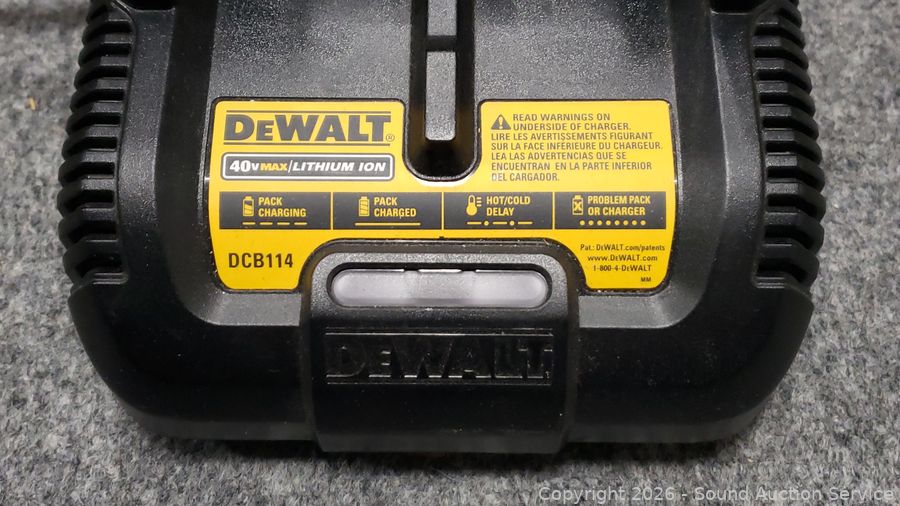 DEWALT®
40V MAX/LITHIUM ION
READ WARNINGS ON
UNDERSIDE OF CHARGER.
LIRE LES AVERTISSEMENTS FIGURANT
SUR LA FACE INFÉRIEURE DU CHARGEUR.
LEA LAS ADVERTENCIAS QUE SE
ENCUENTRAN EN LA PARTE INFERIOR
DEL CARGADOR.
PACK
CHARGING
PACK
CHARGED
HOT/COLD
DELAY
PROBLEM PACK
OR CHARGER
DCB114
Pat.: DEWALT.com/patents
www.DEWALT.com
1-800-4-DEWALT
MM
DEWALT
Copyright 2026 - Sound Auction Service